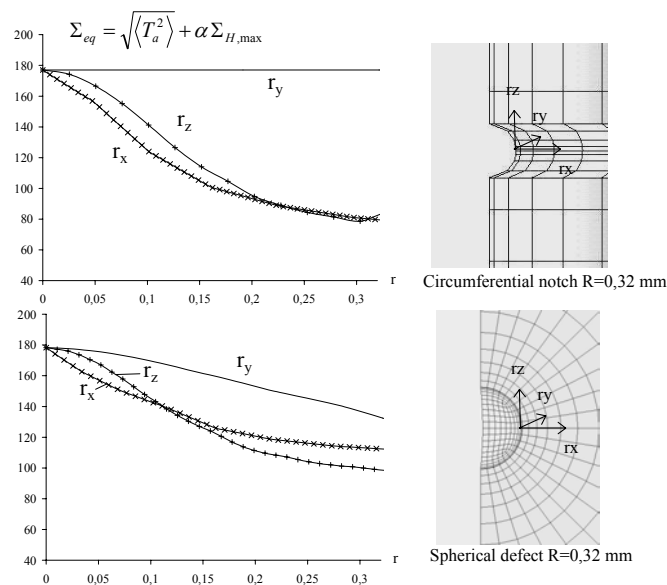 Σ_eq = √⟨T_a^2⟩ + αΣ_H,max
200
180
160
140
120
100
80
60
40
r_y
r_z
r_x
0 0,05 0,1 0,15 0,2 0,25 0,3
r
rz
ry
rx
Circumferential notch R=0,32 mm
200
180
160
140
120
100
80
60
40
r_y
r_z
r_x
0 0,05 0,1 0,15 0,2 0,25 0,3
r
rz
ry
rx
Spherical defect R=0,32 mm